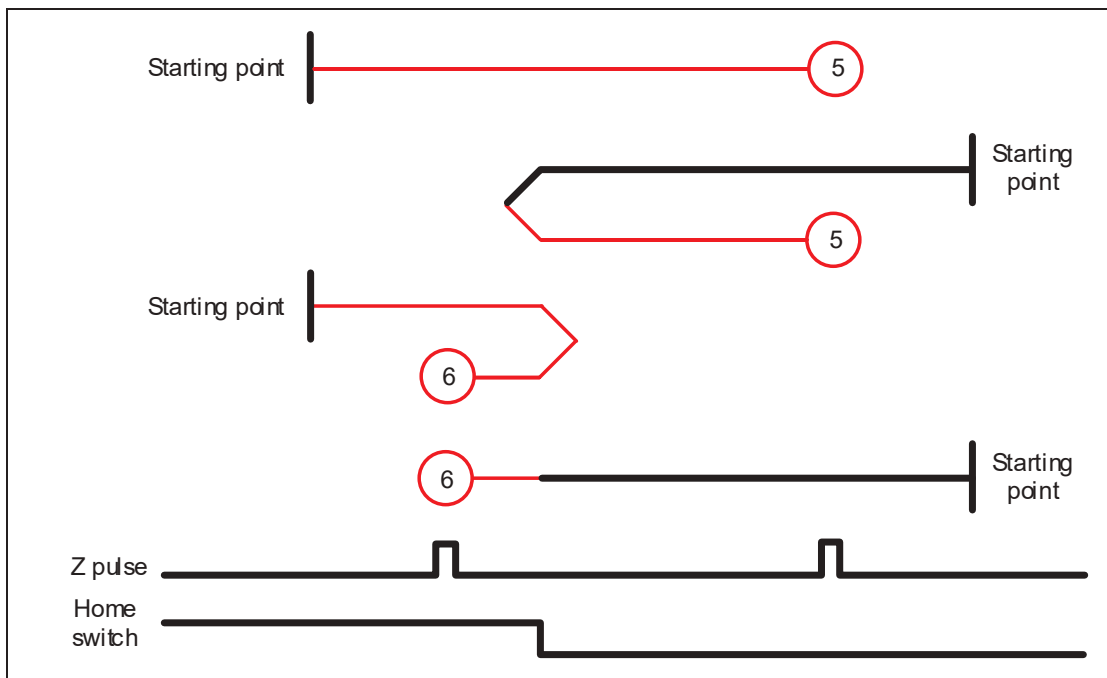 Starting point
5
Starting
point
5
Starting point
6
6
Starting
point
Z pulse
Home
switch